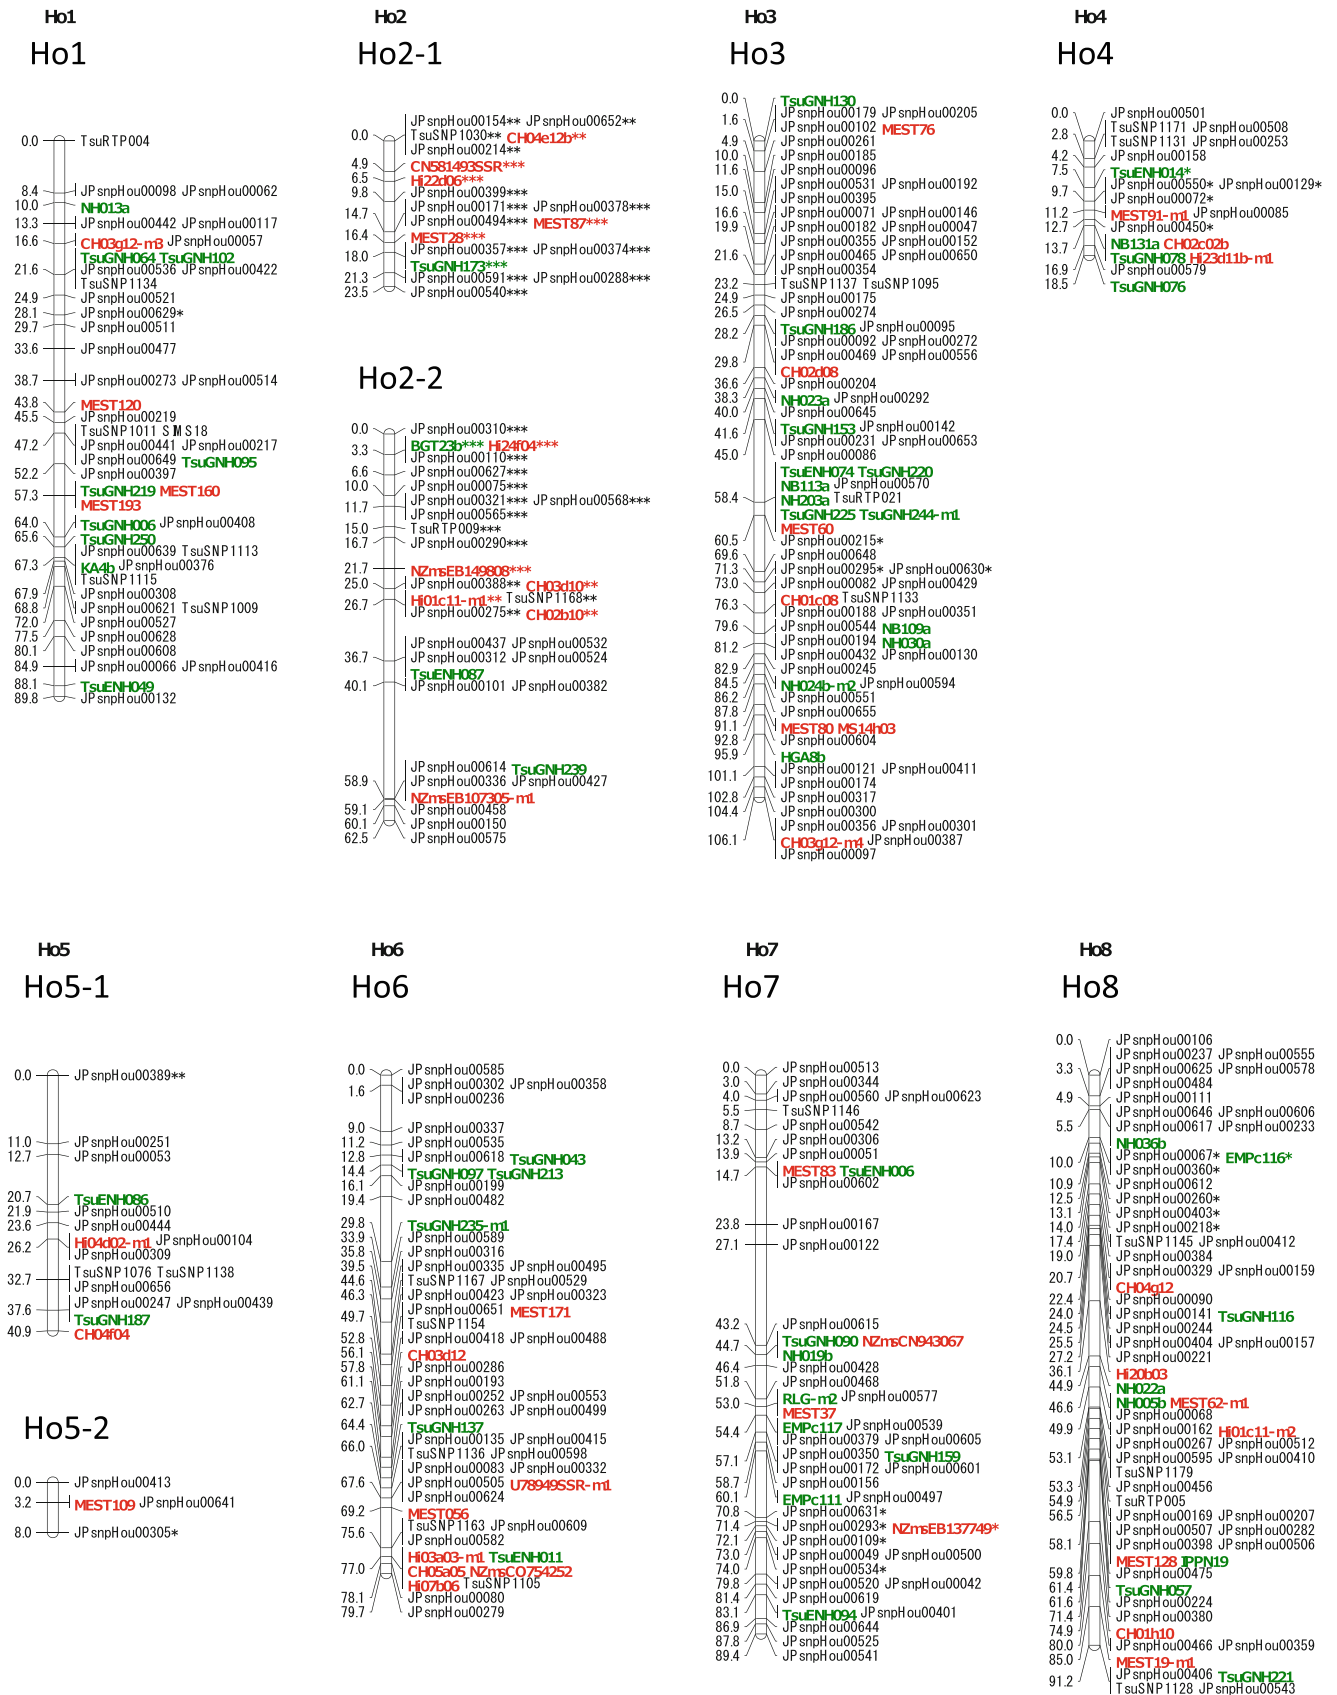 Ho1
Ho1
0.0 TsuRTP004
8.4 JPsnpHou00098 JPsnpHou00062
10.0 NH013a
13.3 JPsnpHou00442 JPsnpHou00117
16.6 CH03g12-m3 JPsnpHou00057
TsuGNH064 TsuGNH102
21.6 JPsnpHou00536 JPsnpHou00422
TsuSNP1134
24.9 JPsnpHou00521
28.1 JPsnpHou00629*
29.7 JPsnpHou00511
33.6 JPsnpHou00477
38.7 JPsnpHou00273 JPsnpHou00514
43.8 MEST120
45.5 JPsnpHou00219
TsuSNP1011 SIMS18
47.2 JPsnpHou00441 JPsnpHou00217
JPsnpHou00649 TsuGNH095
52.2 JPsnpHou00397
57.3 TsuGNH219 MEST160
MEST193
64.0 TsuGNH006 JPsnpHou00408
65.6 TsuGNH250
JPsnpHou00639 TsuSNP1113
67.3 KA4b JPsnpHou00376
TsuSNP1115
67.9 JPsnpHou00308
68.8 JPsnpHou00621 TsuSNP1009
72.0 JPsnpHou00527
77.5 JPsnpHou00628
80.1 JPsnpHou00608
84.9 JPsnpHou00066 JPsnpHou00416
88.1 TsuENH049
89.8 JPsnpHou00132
Ho2
Ho2-1
JPsnpHou00154** JPsnpHou00652**
0.0 TsuSNP1030** CH04e12b**
JPsnpHou00214**
4.9 CN581493SSR***
6.5 Hi22d06***
9.8 JPsnpHou00399***
JPsnpHou00171*** JPsnpHou00378***
14.7 JPsnpHou00494*** MEST87***
16.4 MEST28***
18.0 JPsnpHou00357*** JPsnpHou00374***
TsuGNH173***
21.3 JPsnpHou00591*** JPsnpHou00288***
23.5 JPsnpHou00540***
Ho2-2
0.0 JPsnpHou00310***
3.3 BGT23b*** Hi24f04***
JPsnpHou00110***
6.6 JPsnpHou00627***
10.0 JPsnpHou00075***
11.7 JPsnpHou00321*** JPsnpHou00568***
JPsnpHou00565***
15.0 TsuRTP009***
16.7 JPsnpHou00290***
21.7 NZmsEB149808***
25.0 JPsnpHou00388** CH03d10**
26.7 Hi01c11-m1** TsuSNP1168**
JPsnpHou00275** CH02b10**
JPsnpHou00437 JPsnpHou00532
36.7 JPsnpHou00312 JPsnpHou00524
TsuENH087
40.1 JPsnpHou00101 JPsnpHou00382
JPsnpHou00614 TsuGNH239
58.9 JPsnpHou00336 JPsnpHou00427
NZmsEB107305-m1
59.1 JPsnpHou00458
60.1 JPsnpHou00150
62.5 JPsnpHou00575
Ho3
Ho3
0.0 TsuGNH130
JPsnpHou00179 JPsnpHou00205
1.6 JPsnpHou00102 MEST76
4.9 JPsnpHou00261
10.0 JPsnpHou00185
11.6 JPsnpHou00096
JPsnpHou00531 JPsnpHou00192
15.0 JPsnpHou00395
16.6 JPsnpHou00071 JPsnpHou00146
19.9 JPsnpHou00182 JPsnpHou00047
JPsnpHou00355 JPsnpHou00152
21.6 JPsnpHou00465 JPsnpHou00650
JPsnpHou00354
23.2 TsuSNP1137 TsuSNP1095
24.9 JPsnpHou00175
26.5 JPsnpHou00274
28.2 TsuGNH186 JPsnpHou00095
JPsnpHou00092 JPsnpHou00272
29.8 JPsnpHou00469 JPsnpHou00556
CH02d08
36.6 JPsnpHou00204
38.3 NH023a JPsnpHou00292
40.0 JPsnpHou00645
41.6 TsuGNH153 JPsnpHou00142
JPsnpHou00231 JPsnpHou00653
45.0 JPsnpHou00086
TsuENH074 TsuGNH220
NB113a JPsnpHou00570
58.4 NH203a TsuRTP021
TsuGNH225 TsuGNH244-m1
MEST60
60.5 JPsnpHou00215*
69.6 JPsnpHou00648
71.3 JPsnpHou00295* JPsnpHou00630*
73.0 JPsnpHou00082 JPsnpHou00429
76.3 CH01c08 TsuSNP1133
JPsnpHou00188 JPsnpHou00351
79.6 JPsnpHou00544 NB109a
81.2 JPsnpHou00194 NH030a
JPsnpHou00432 JPsnpHou00130
82.9 JPsnpHou00245
84.5 NH024b-m2 JPsnpHou00594
86.2 JPsnpHou00551
87.8 JPsnpHou00655
91.1 MEST80 MS14h03
92.8 JPsnpHou00604
95.9 HGA8b
101.1 JPsnpHou00121 JPsnpHou00411
JPsnpHou00174
102.8 JPsnpHou00317
104.4 JPsnpHou00300
JPsnpHou00356 JPsnpHou00301
106.1 CH03g12-m4 JPsnpHou00387
JPsnpHou00097
Ho4
Ho4
0.0 JPsnpHou00501
2.8 TsuSNP1171 JPsnpHou00508
TsuSNP1131 JPsnpHou00253
4.2 JPsnpHou00158
7.5 TsuENH014*
9.7 JPsnpHou00550* JPsnpHou00129*
JPsnpHou00072*
11.2 MEST91-m1 JPsnpHou00085
12.7 JPsnpHou00450*
13.7 NB131a CH02c02b
TsuGNH078 Hi23d11b-m1
16.9 JPsnpHou00579
18.5 TsuGNH076
Ho5
Ho5-1
0.0 JPsnpHou00389**
11.0 JPsnpHou00251
12.7 JPsnpHou00053
20.7 TsuENH086
21.9 JPsnpHou00510
23.6 JPsnpHou00444
26.2 Hi04d02-m1 JPsnpHou00104
JPsnpHou00309
32.7 TsuSNP1076 TsuSNP1138
JPsnpHou00656
37.6 JPsnpHou00247 JPsnpHou00439
TsuGNH187
40.9 CH04f04
Ho5-2
0.0 JPsnpHou00413
3.2 MEST109 JPsnpHou00641
8.0 JPsnpHou00305*
Ho6
Ho6
0.0 JPsnpHou00585
1.6 JPsnpHou00302 JPsnpHou00358
JPsnpHou00236
9.0 JPsnpHou00337
11.2 JPsnpHou00535
12.8 JPsnpHou00618 TsuGNH043
14.4 TsuGNH097 TsuGNH213
16.1 JPsnpHou00199
19.4 JPsnpHou00482
29.8 TsuGNH235-m1
33.9 JPsnpHou00589
35.8 JPsnpHou00316
39.5 JPsnpHou00335 JPsnpHou00495
44.6 TsuSNP1167 JPsnpHou00529
46.3 JPsnpHou00423 JPsnpHou00323
49.7 JPsnpHou00651 MEST171
TsuSNP1154
52.8 JPsnpHou00418 JPsnpHou00488
56.1 CH03d12
57.8 JPsnpHou00286
61.1 JPsnpHou00193
62.7 JPsnpHou00252 JPsnpHou00553
JPsnpHou00263 JPsnpHou00499
64.4 TsuGNH137
66.0 JPsnpHou00135 JPsnpHou00415
TsuSNP1136 JPsnpHou00598
67.6 JPsnpHou00083 JPsnpHou00332
JPsnpHou00505 U78949SSR-m1
JPsnpHou00624
69.2 MEST056
75.6 TsuSNP1163 JPsnpHou00609
JPsnpHou00582
Hi03a03-m1 TsuENH011
77.0 CH05a05 NZmsCO754252
Hi07b06 TsuSNP1105
78.1 JPsnpHou00080
79.7 JPsnpHou00279
Ho7
Ho7
0.0 JPsnpHou00513
3.0 JPsnpHou00344
4.0 JPsnpHou00560 JPsnpHou00623
5.5 TsuSNP1146
8.7 JPsnpHou00542
13.2 JPsnpHou00306
13.9 JPsnpHou00051
14.7 MEST83 TsuENH006
JPsnpHou00602
23.8 JPsnpHou00167
27.1 JPsnpHou00122
43.2 JPsnpHou00615
44.7 TsuGNH090 NZmsCN943067
NH019b
46.4 JPsnpHou00428
51.8 JPsnpHou00468
53.0 RLG-m2 JPsnpHou00577
MEST37
54.4 EMPc117 JPsnpHou00539
JPsnpHou00379 JPsnpHou00605
57.1 JPsnpHou00350 TsuGNH159
JPsnpHou00172 JPsnpHou00601
58.7 JPsnpHou00156
60.1 EMPc111 JPsnpHou00497
70.8 JPsnpHou00631*
71.4 JPsnpHou00293* NZmsEB137749*
72.1 JPsnpHou00109*
73.0 JPsnpHou00049 JPsnpHou00500
74.0 JPsnpHou00534*
79.8 JPsnpHou00520 JPsnpHou00042
81.4 JPsnpHou00619
83.1 TsuENH094 JPsnpHou00401
86.9 JPsnpHou00644
87.8 JPsnpHou00525
89.4 JPsnpHou00541
Ho8
Ho8
0.0 JPsnpHou00106
JPsnpHou00237 JPsnpHou00555
3.3 JPsnpHou00625 JPsnpHou00578
JPsnpHou00484
4.9 JPsnpHou00111
5.5 JPsnpHou00646 JPsnpHou00606
JPsnpHou00617 JPsnpHou00233
NH036b
10.0 JPsnpHou00067* EMPc116*
JPsnpHou00360*
10.9 JPsnpHou00612
12.5 JPsnpHou00260*
13.1 JPsnpHou00403*
14.0 JPsnpHou00218*
17.4 TsuSNP1145 JPsnpHou00412
19.0 JPsnpHou00384
20.7 JPsnpHou00329 JPsnpHou00159
CH04g12
22.4 JPsnpHou00090
24.0 JPsnpHou00141 TsuGNH116
24.5 JPsnpHou00244
25.5 JPsnpHou00404 JPsnpHou00157
27.2 JPsnpHou00221
36.1 Hi20b03
44.9 NH022a
46.6 NH005b MEST62-m1
JPsnpHou00068
49.9 JPsnpHou00162 Hi01c11-m2
JPsnpHou00267 JPsnpHou00512
53.1 JPsnpHou00595 JPsnpHou00410
TsuSNP1179
53.3 JPsnpHou00456
54.9 TsuRTP005
56.5 JPsnpHou00169 JPsnpHou00207
JPsnpHou00507 JPsnpHou00282
58.1 JPsnpHou00398 JPsnpHou00506
MEST128 IPPN19
59.8 JPsnpHou00475
61.4 TsuGNH057
61.6 JPsnpHou00224
71.4 JPsnpHou00380
74.9 CH01h10
80.0 JPsnpHou00466 JPsnpHou00359
85.0 MEST19-m1
91.2 JPsnpHou00406 TsuGNH221
TsuSNP1128 JPsnpHou00543